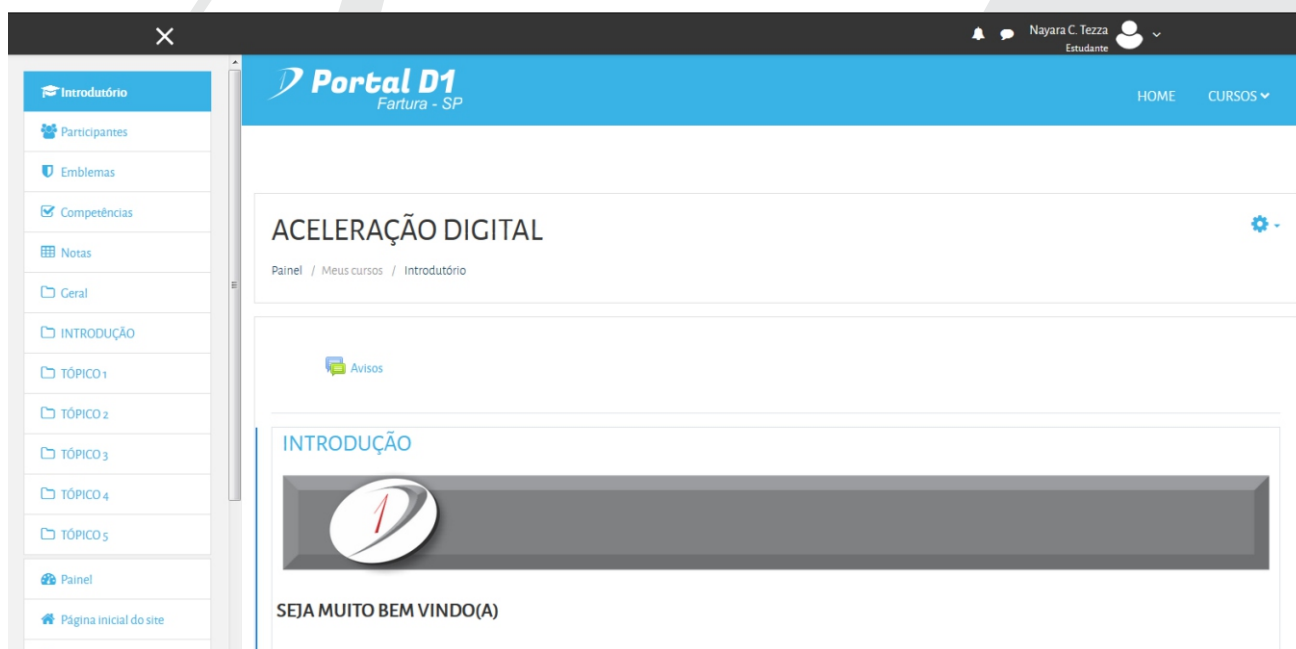 Nayara C. Tezza
Estudante
Portal D1
Fartura - SP
HOME CURSOS
Introdutório
Participantes
Emblemas
Competências
Notas
Geral
INTRODUÇÃO
TÓPICO 1
TÓPICO 2
TÓPICO 3
TÓPICO 4
TÓPICO 5
Painel
Página inicial do site
ACELERAÇÃO DIGITAL
Painel / Meus cursos / Introdutório
Avisos
INTRODUÇÃO
SEJA MUITO BEM VINDO(A)